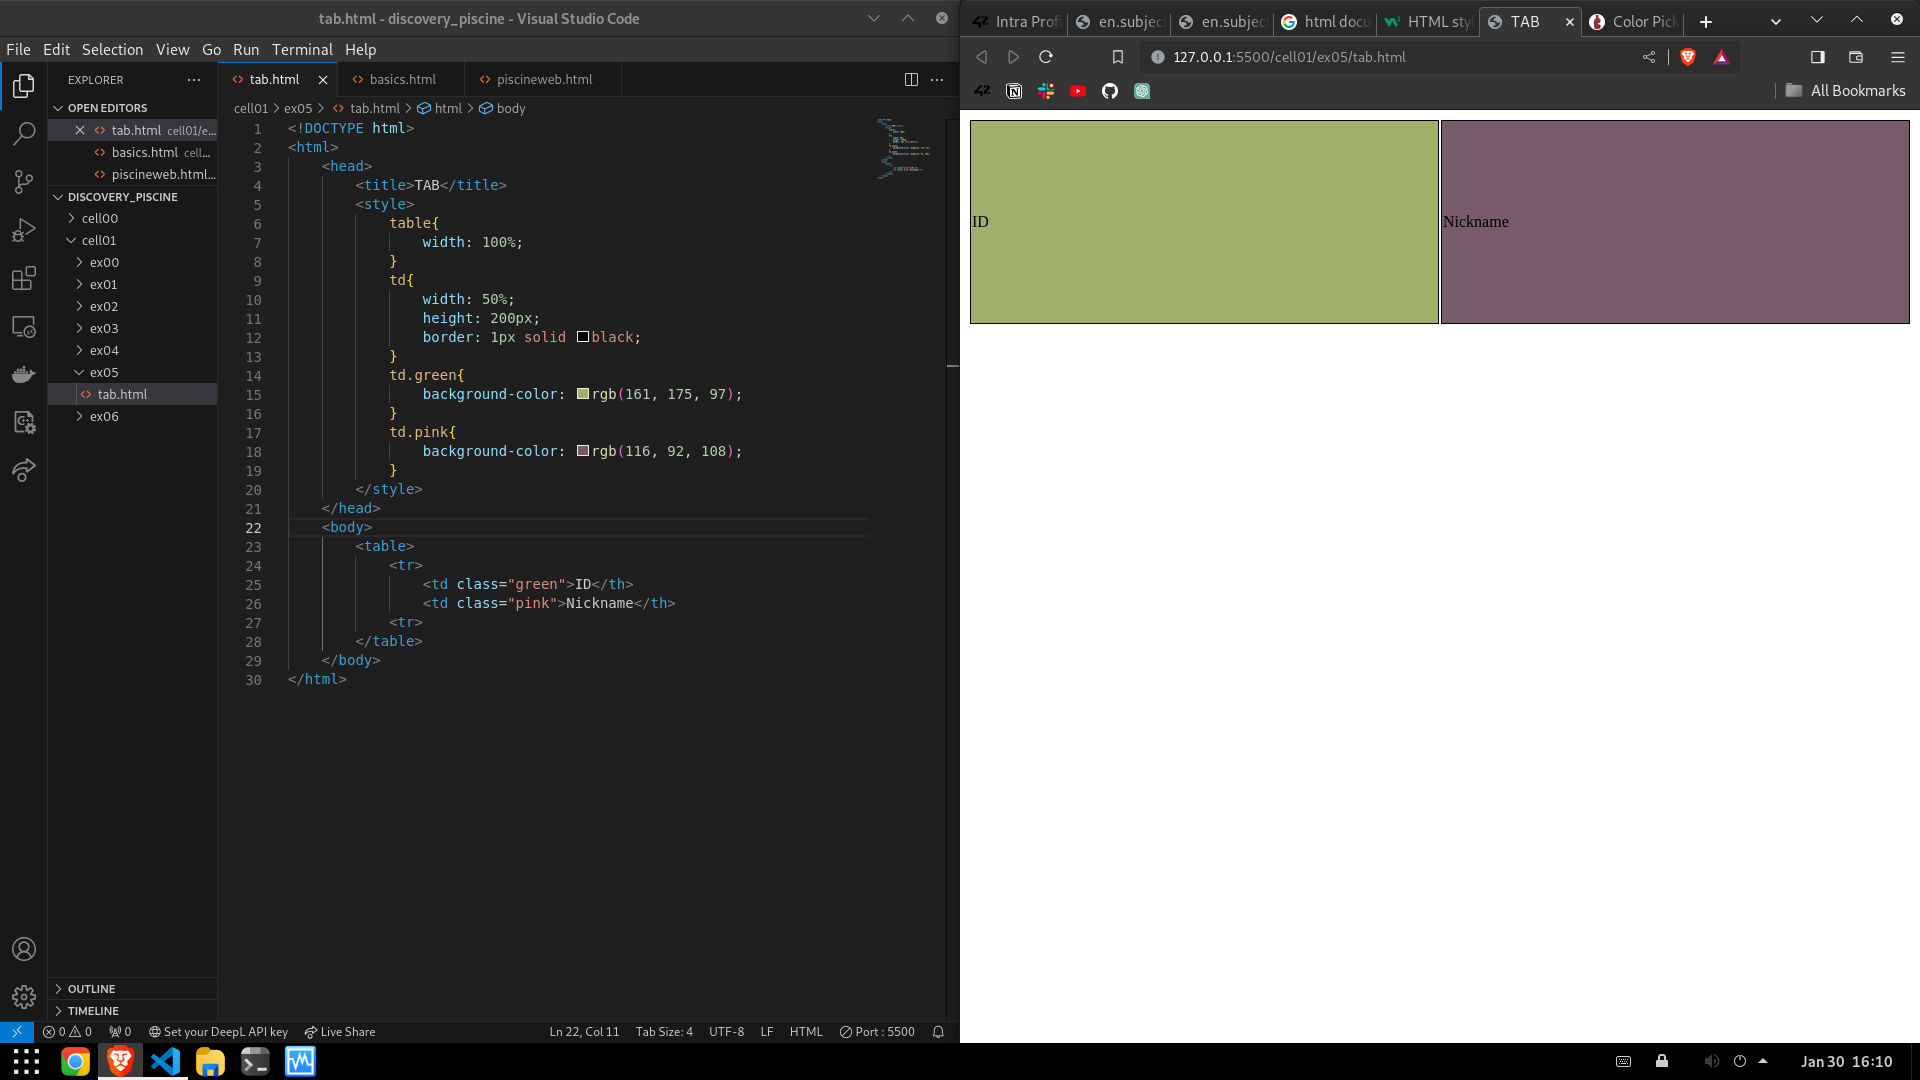 tab.html - discovery_piscine - Visual Studio Code
File Edit Selection View Go Run Terminal Help
EXPLORER
OPEN EDITORS
tab.html cell01/e...
basics.html cell...
piscineweb.html...
DISCOVERY_PISCINE
cell00
cell01
ex00
ex01
ex02
ex03
ex04
ex05
tab.html
ex06
OUTLINE
TIMELINE
tab.html basics.html piscineweb.html
cell01 > ex05 > tab.html > html > body
1 <!DOCTYPE html>
2 <html>
3 <head>
4 <title>TAB</title>
5 <style>
6 table{
7 width: 100%;
8 }
9 td{
10 width: 50%;
11 height: 200px;
12 border: 1px solid black;
13 }
14 td.green{
15 background-color: rgb(161, 175, 97);
16 }
17 td.pink{
18 background-color: rgb(116, 92, 108);
19 }
20 </style>
21 </head>
22 <body>
23 <table>
24 <tr>
25 <td class="green">ID</th>
26 <td class="pink">Nickname</th>
27 <tr>
28 </table>
29 </body>
30 </html>
0 0 0 Set your DeepL API key Live Share Ln 22, Col 11 Tab Size: 4 UTF-8 LF HTML Port : 5500
42 Intra Profi en.subjec en.subjec html docu HTML sty TAB Color Pick
127.0.0.1:5500/cell01/ex05/tab.html
42 All Bookmarks
ID Nickname
Jan 30 16:10